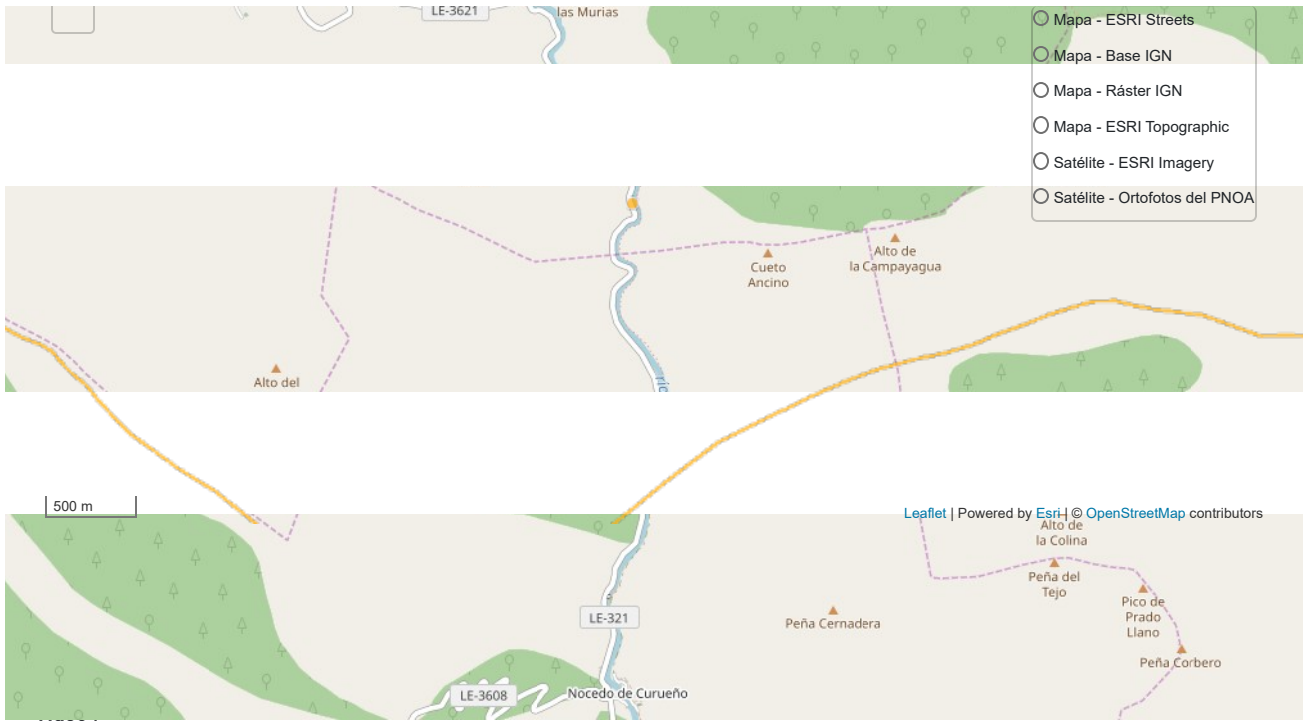 LE-3621
las Murias
Mapa - ESRI Streets
Mapa - Base IGN
Mapa - Ráster IGN
Mapa - ESRI Topographic
Satélite - ESRI Imagery
Satélite - Ortofotos del PNOA
Cueto
Ancino
Alto de
la Campayagua
Alto del
500 m
Leaflet | Powered by Esri | © OpenStreetMap contributors
Alto de
la Colina
Peña del
Tejo
Pico de
Prado
Llano
LE-321
Peña Cernadera
Peña Corbero
LE-3608
Nocedo de Curueño